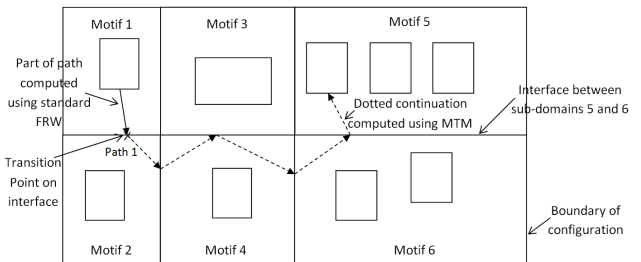 Motif 1
Motif 3
Motif 5
Part of path
computed
using standard
FRW
Dotted continuation
computed using MTM
Interface between
sub-domains 5 and 6
Path 1
Transition
Point on
interface
Boundary of
configuration
Motif 2
Motif 4
Motif 6